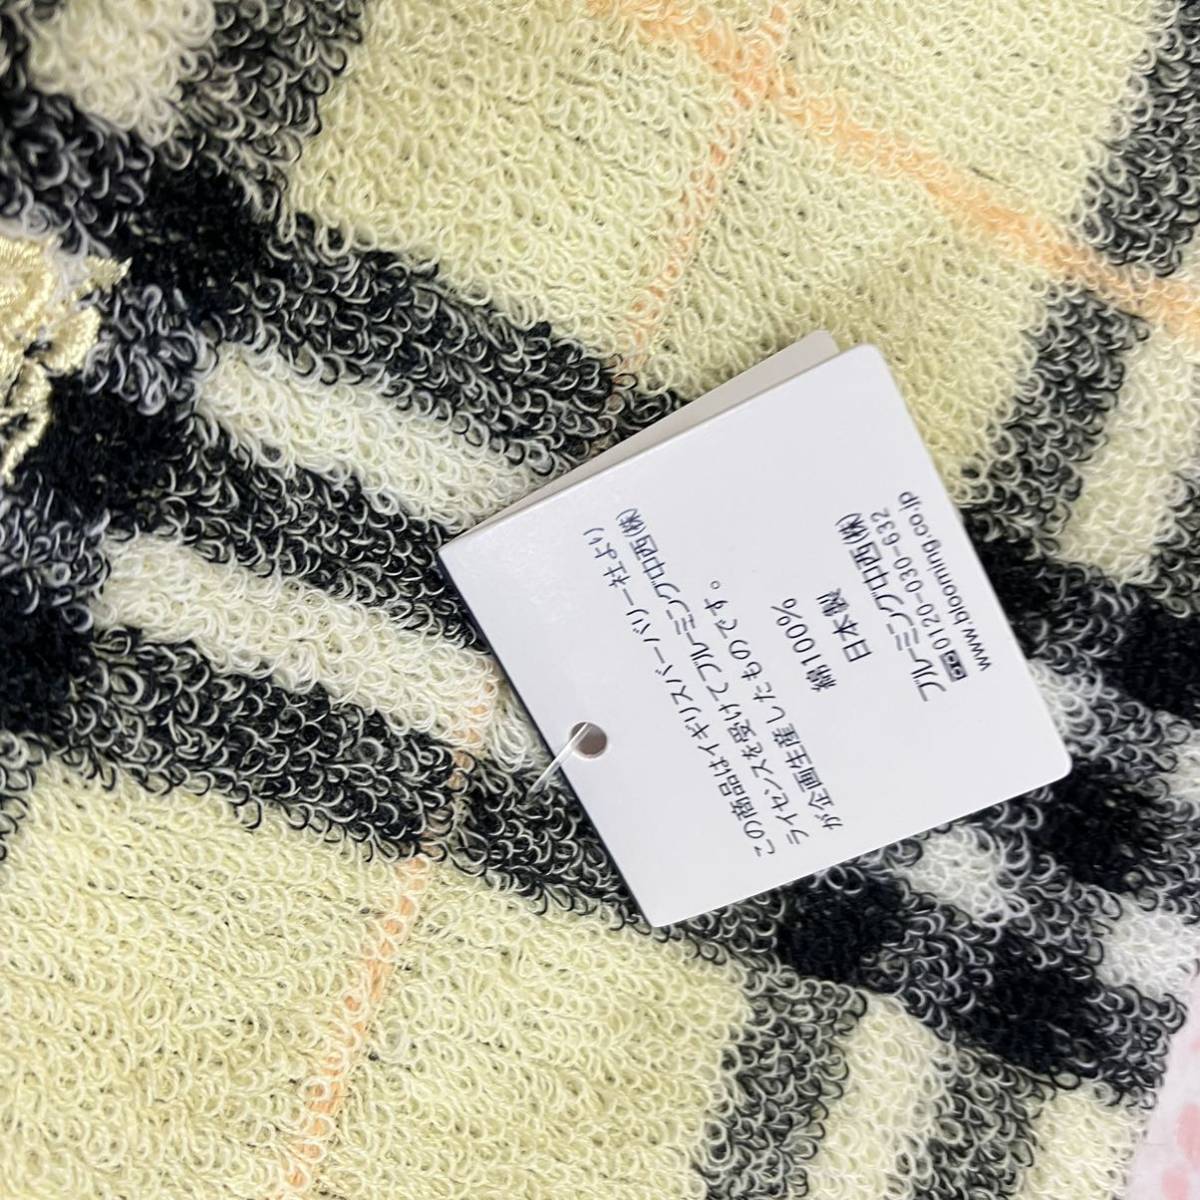 この商品はイギリスバーバリー社より
ライセンスを受けてブルーミング中西(株)
が企画生産したものです。
綿100%
日本製
ブルーミング中西(株)
0120-030-632
www.blooming.co.jp